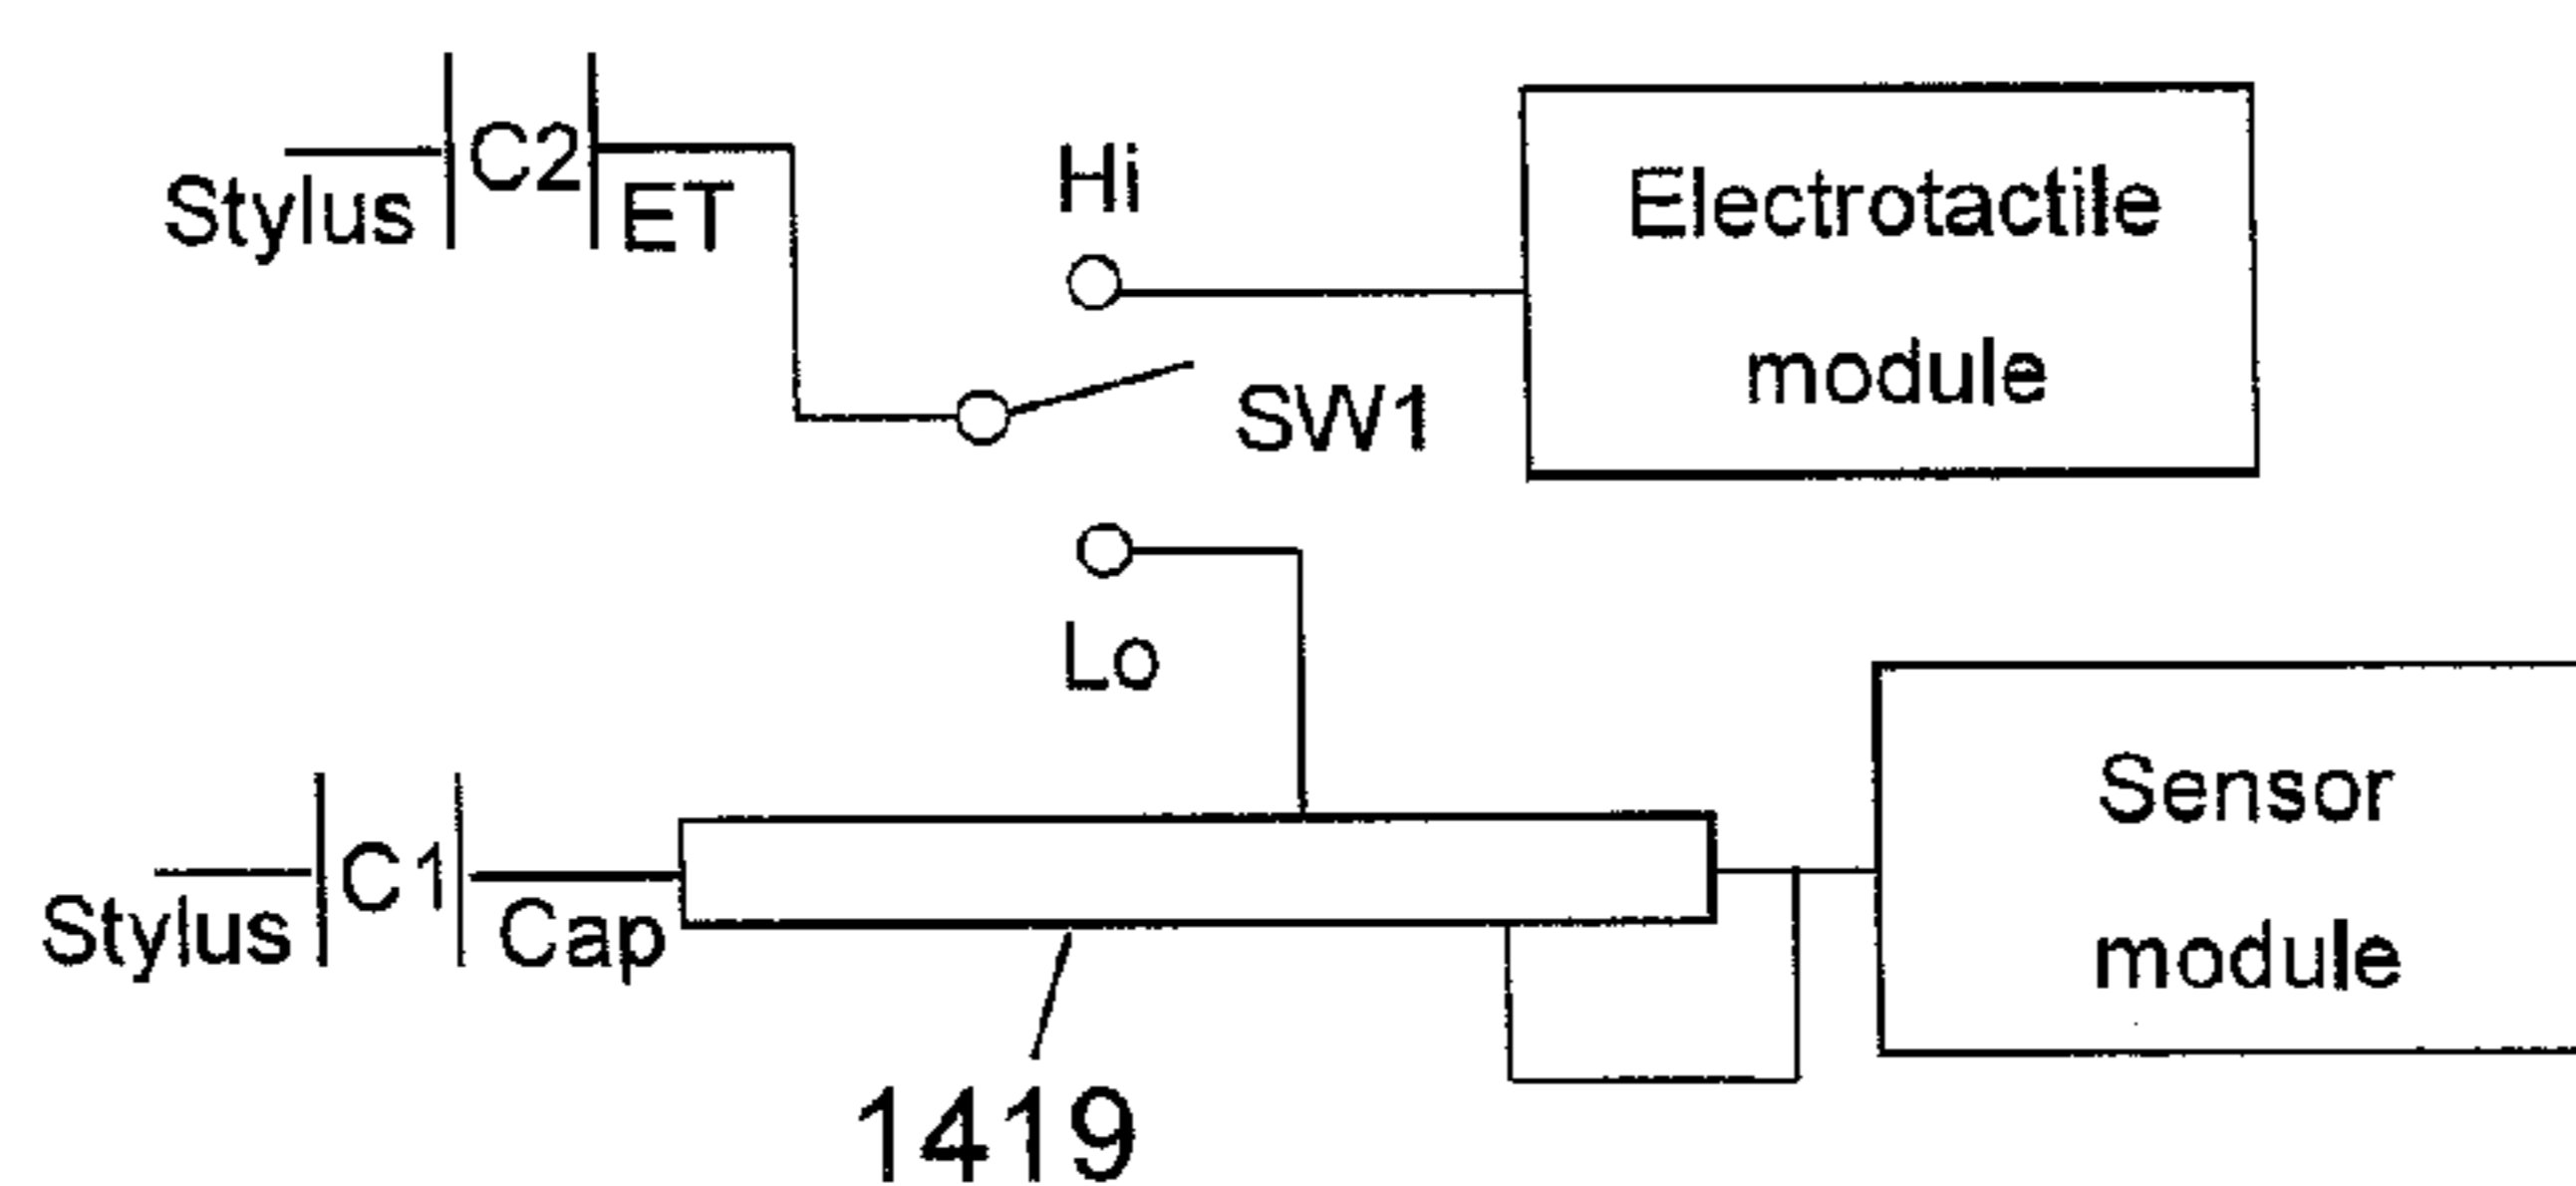 C2
Stylus
ET
Hi
Electrotactile
module
SW1
Lo
C1
Stylus
Cap
Sensor
module
1419